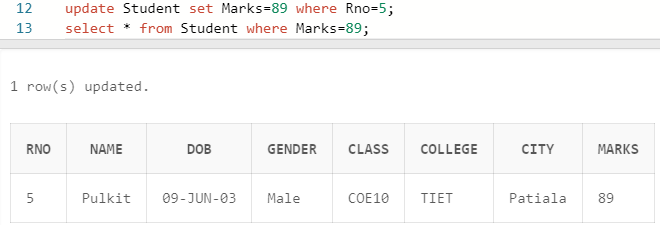 12 update Student set Marks=89 where Rno=5;
13 select * from Student where Marks=89;
1 row(s) updated.
RNO NAME DOB GENDER CLASS COLLEGE CITY MARKS
5 Pulkit 09-JUN-03 Male COE10 TIET Patiala 89